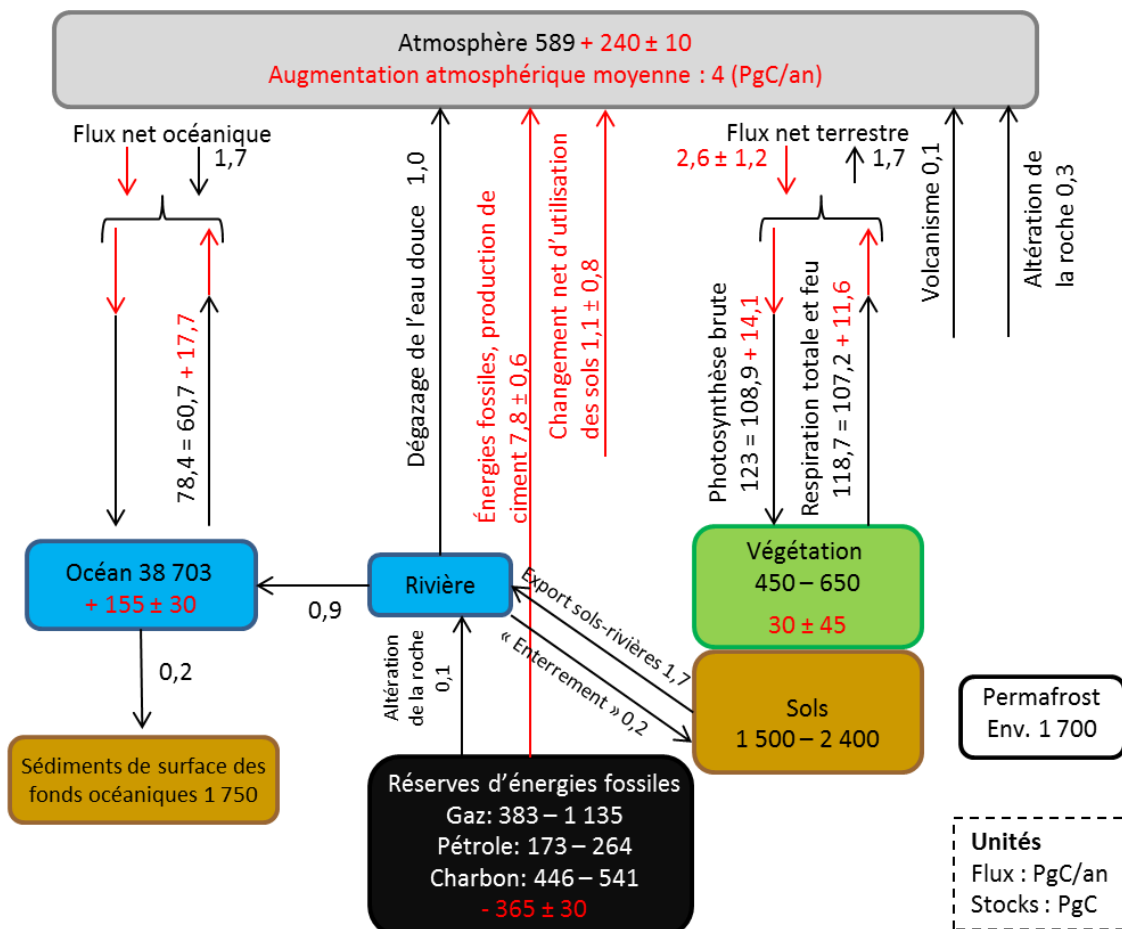 Atmosphère 589 + 240 ± 10
Augmentation atmosphérique moyenne : 4 (PgC/an)
Flux net océanique
1,7
78,4 = 60,7 + 17,7
Dégazage de l'eau douce 1,0
Énergies fossiles, production de
ciment 7,8 ± 0,6
Changement net d'utilisation
des sols 1,1 ± 0,8
Flux net terrestre
2,6 ± 1,2
1,7
Photosynthèse brute
123 = 108,9 + 14,1
Respiration totale et feu
118,7 = 107,2 + 11,6
Volcanisme 0,1
Altération de
la roche 0,3
Océan 38 703
+ 155 ± 30
0,9
Rivière
Export sols-rivières 1,7
« Enterrement » 0,2
Végétation
450 – 650
30 ± 45
Sols
1 500 – 2 400
Permafrost
Env. 1 700
0,2
Altération
de la roche
0,1
Sédiments de surface des
fonds océaniques 1 750
Réserves d'énergies fossiles
Gaz: 383 – 1 135
Pétrole: 173 – 264
Charbon: 446 – 541
- 365 ± 30
Unités
Flux : PgC/an
Stocks : PgC